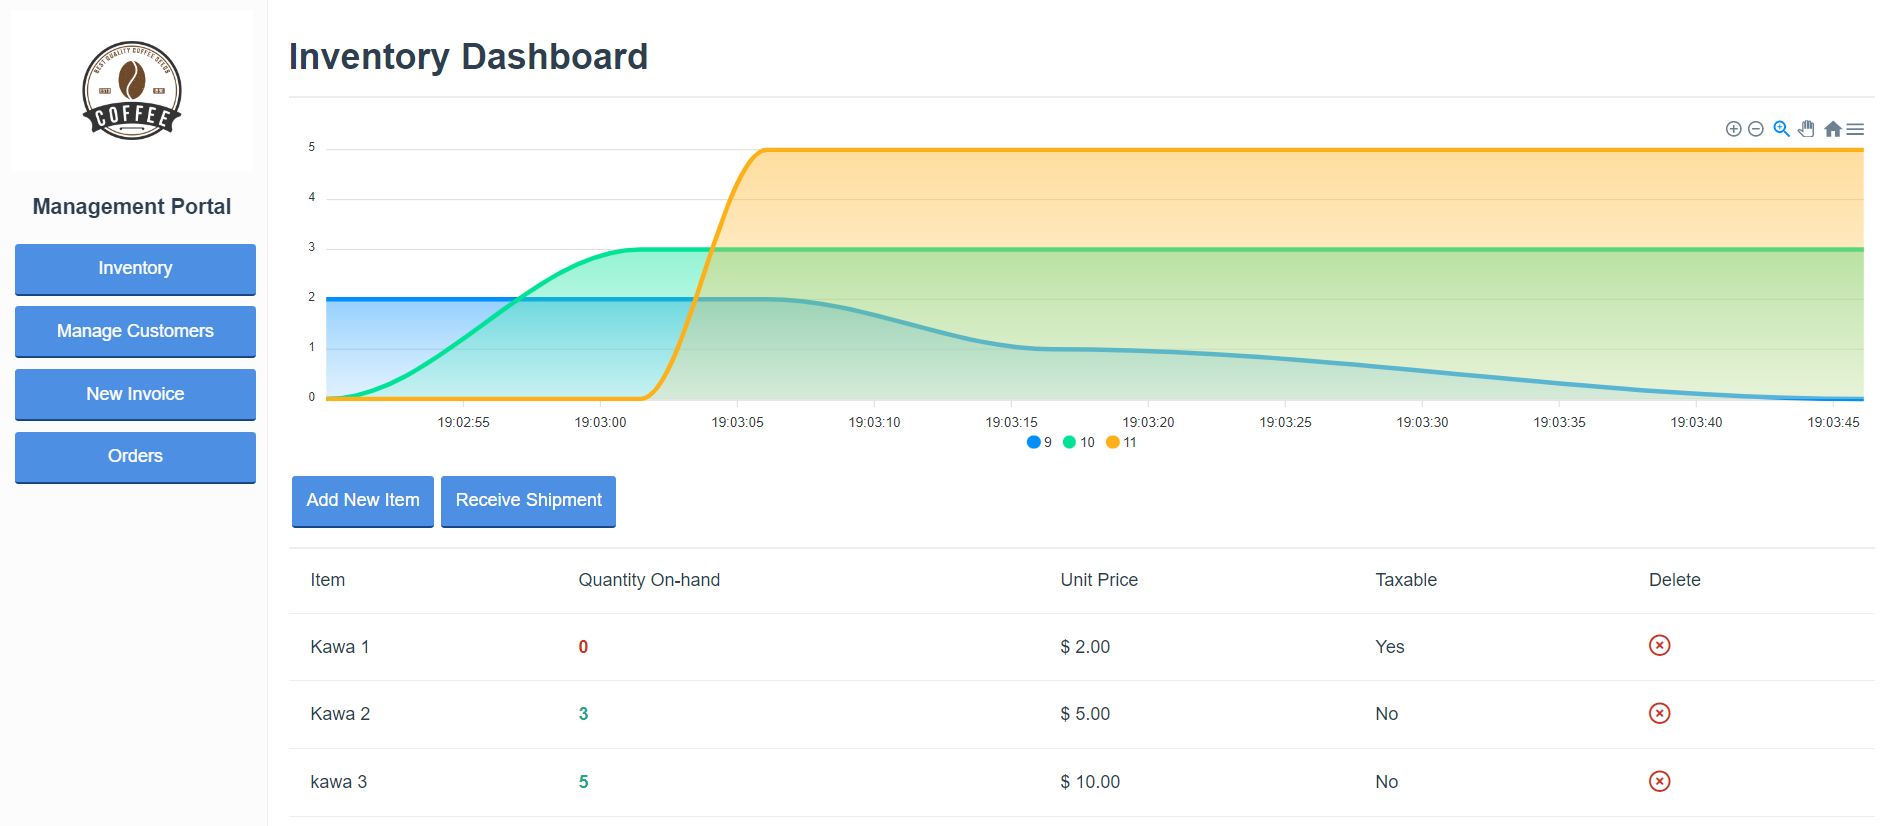 BEST QUALITY COFFEE SELDS
COFFEE
Management Portal
Inventory
Manage Customers
New Invoice
Orders
Inventory Dashboard
5
4
3
2
1
0
19:02:55 19:03:00 19:03:05 19:03:10 19:03:15 19:03:20 19:03:25 19:03:30 19:03:35 19:03:40 19:03:45
9 10 11
Add New Item Receive Shipment
Item Quantity On-hand Unit Price Taxable Delete
Kawa 1 0 $ 2.00 Yes
Kawa 2 3 $ 5.00 No
kawa 3 5 $ 10.00 No